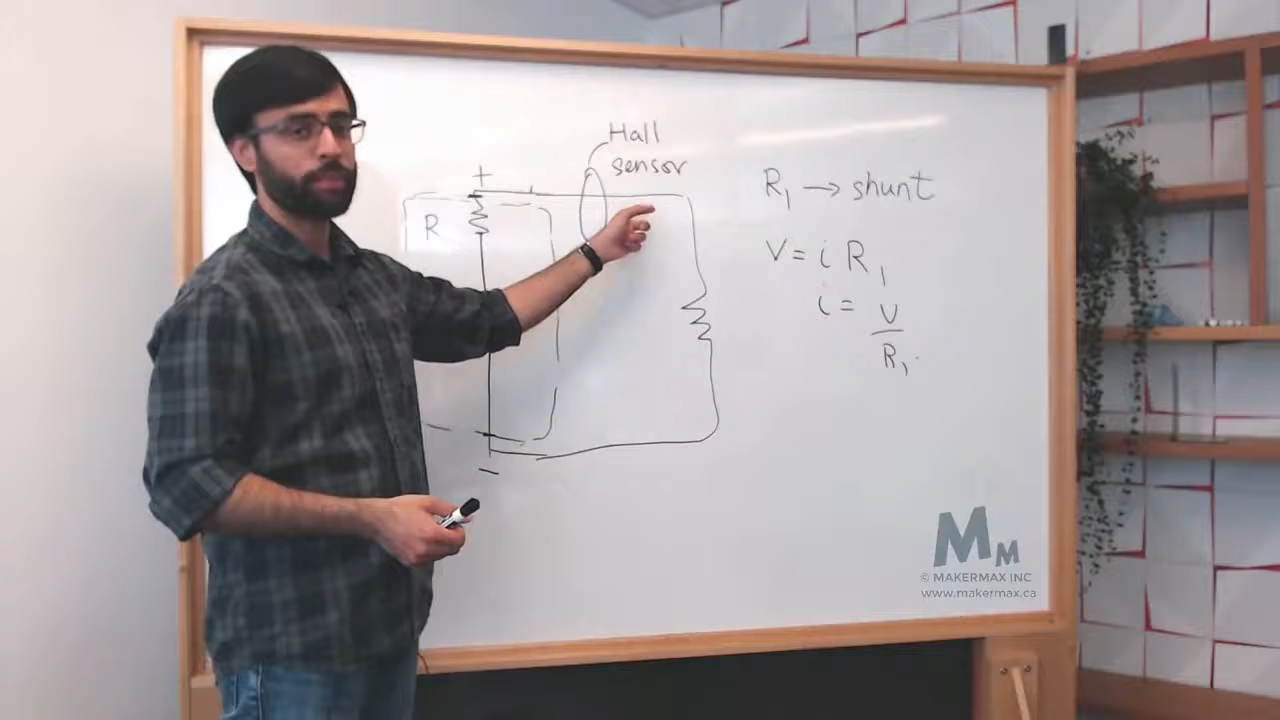 Hall
sensor
+
R
−
R₁ → shunt
V = i R₁
i = V
R₁
MM
© MAKERMAX INC
www.makermax.ca